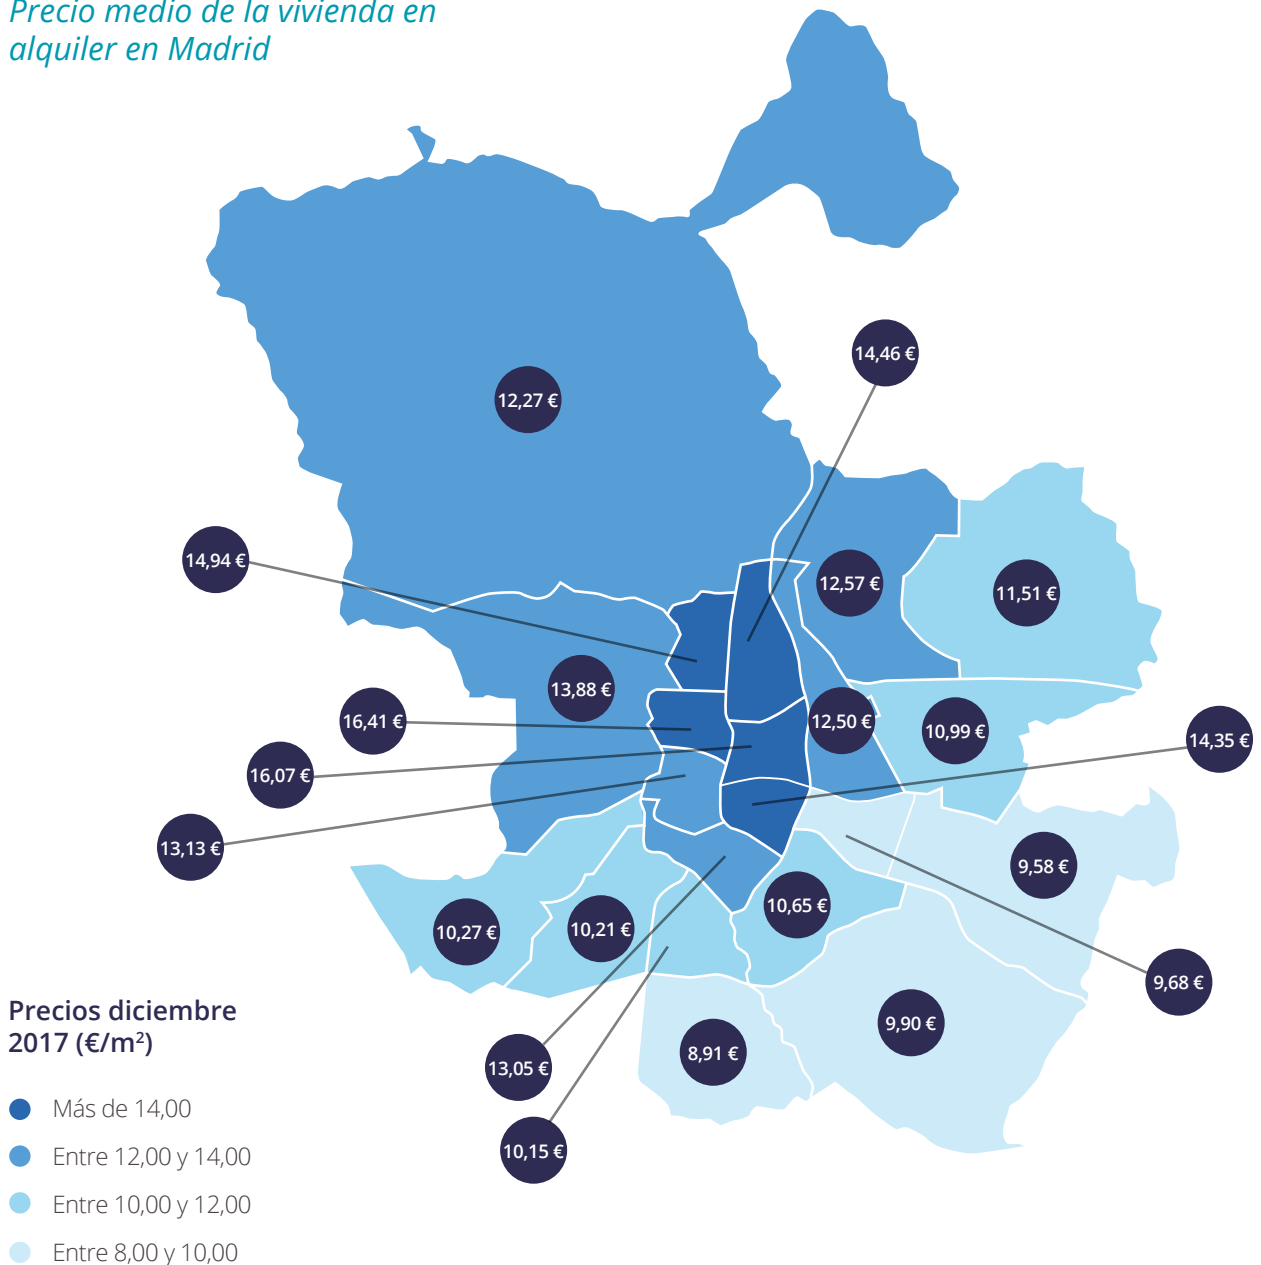 Precio medio de la vivienda en
alquiler en Madrid
14,46 €
12,27 €
14,94 €
12,57 €
11,51 €
13,88 €
16,41 €
12,50 €
10,99 €
14,35 €
16,07 €
13,13 €
9,58 €
10,65 €
10,27 €
10,21 €
9,68 €
9,90 €
8,91 €
13,05 €
10,15 €
Precios diciembre
2017 (€/m²)
Más de 14,00
Entre 12,00 y 14,00
Entre 10,00 y 12,00
Entre 8,00 y 10,00